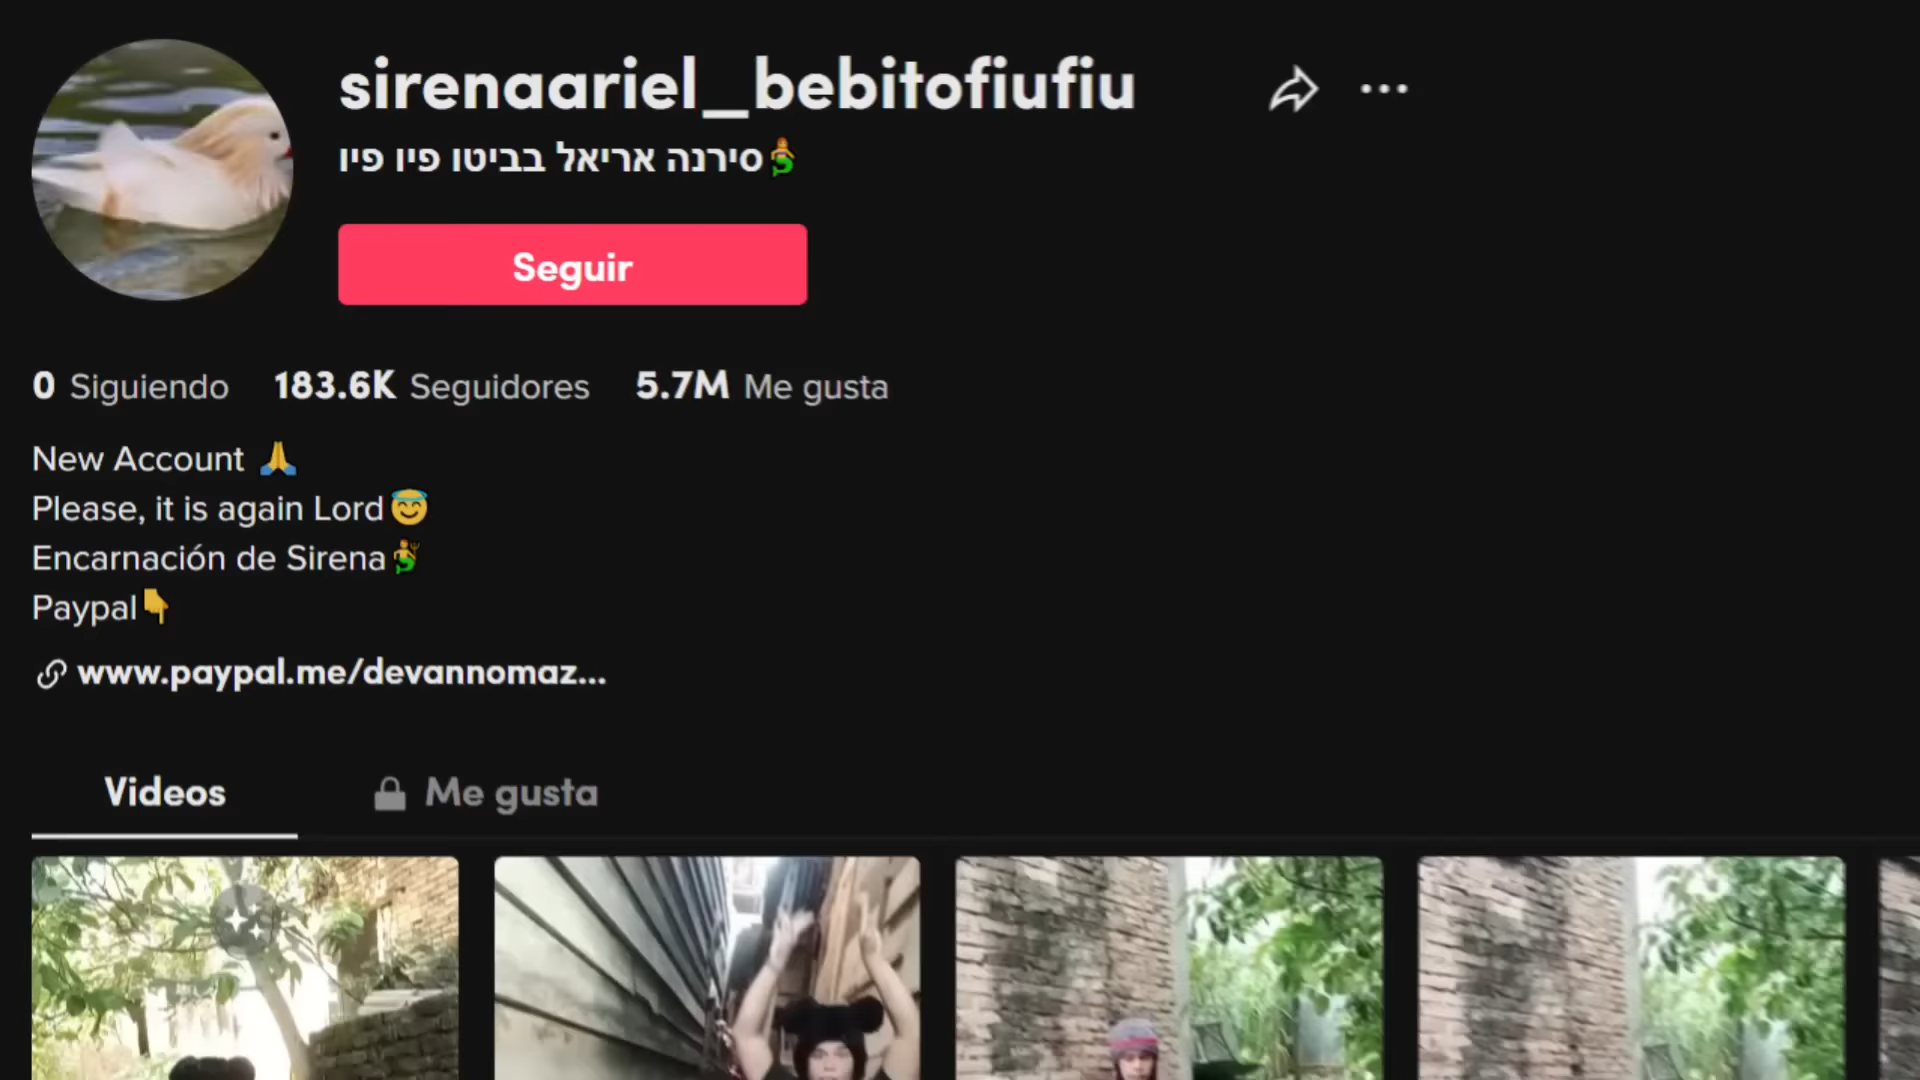 sirenaariel_bebitofiufiu
סירנה אריאל בביטו פיו פיו🧜‍♀️
Seguir
0 Siguiendo 183.6K Seguidores 5.7M Me gusta
New Account 🙏
Please, it is again Lord😇
Encarnación de Sirena🧜‍♂️
Paypal👇
www.paypal.me/devannomaz...
Videos Me gusta